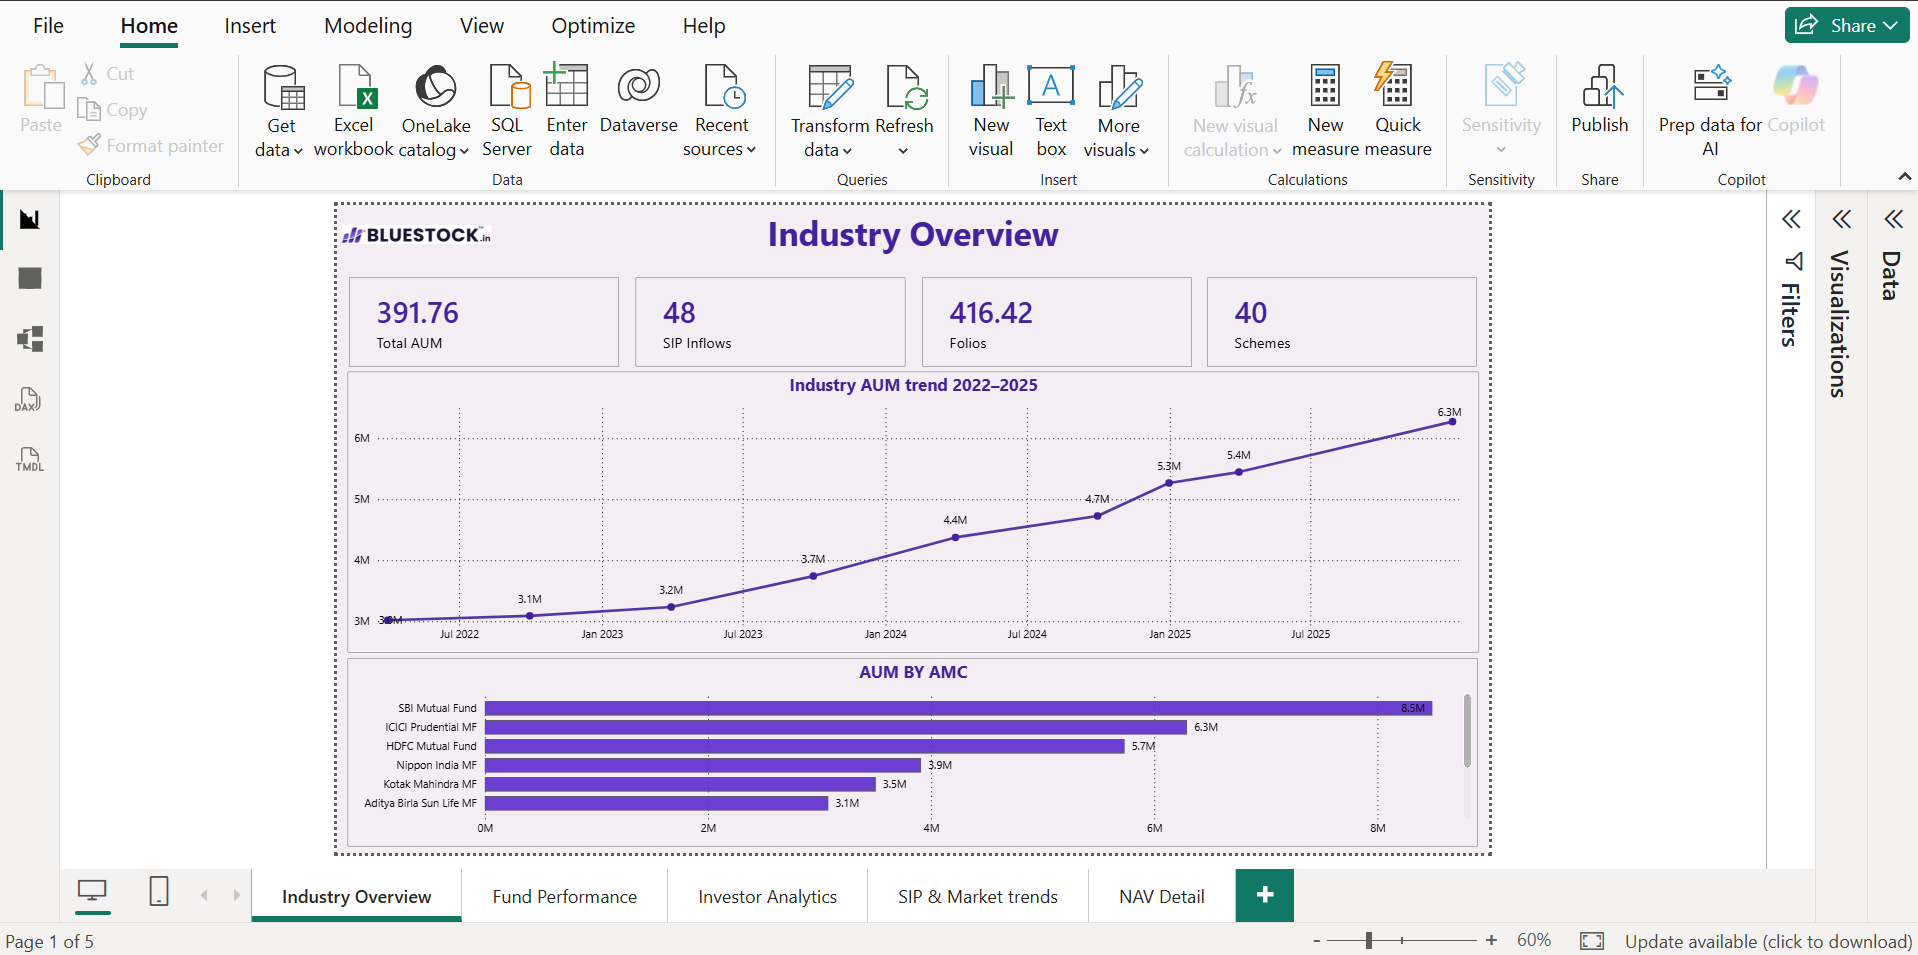 File Home Insert Modeling View Optimize Help Share
Paste
Cut
Copy
Format painter
Clipboard
Get data
Excel workbook
OneLake catalog
SQL Server
Enter data
Dataverse
Recent sources
Data
Transform data
Refresh
Queries
New visual
Text box
More visuals
Insert
New visual calculation
New measure
Quick measure
Calculations
Sensitivity
Sensitivity
Publish
Share
Prep data for AI
Copilot
Copilot
DAX
TMDL
BLUESTOCK.in
Industry Overview
391.76
Total AUM
48
SIP Inflows
416.42
Folios
40
Schemes
Industry AUM trend 2022–2025
6M
5M
4M
3M
3.1M
3.2M
3.7M
4.4M
4.7M
5.3M
5.4M
6.3M
Jul 2022 Jan 2023 Jul 2023 Jan 2024 Jul 2024 Jan 2025 Jul 2025
AUM BY AMC
SBI Mutual Fund 8.5M
ICICI Prudential MF 6.3M
HDFC Mutual Fund 5.7M
Nippon India MF 3.9M
Kotak Mahindra MF 3.5M
Aditya Birla Sun Life MF 3.1M
0M 2M 4M 6M 8M
Filters
Visualizations
Data
Industry Overview Fund Performance Investor Analytics SIP & Market trends NAV Detail +
Page 1 of 5
- + 60%
Update available (click to download)